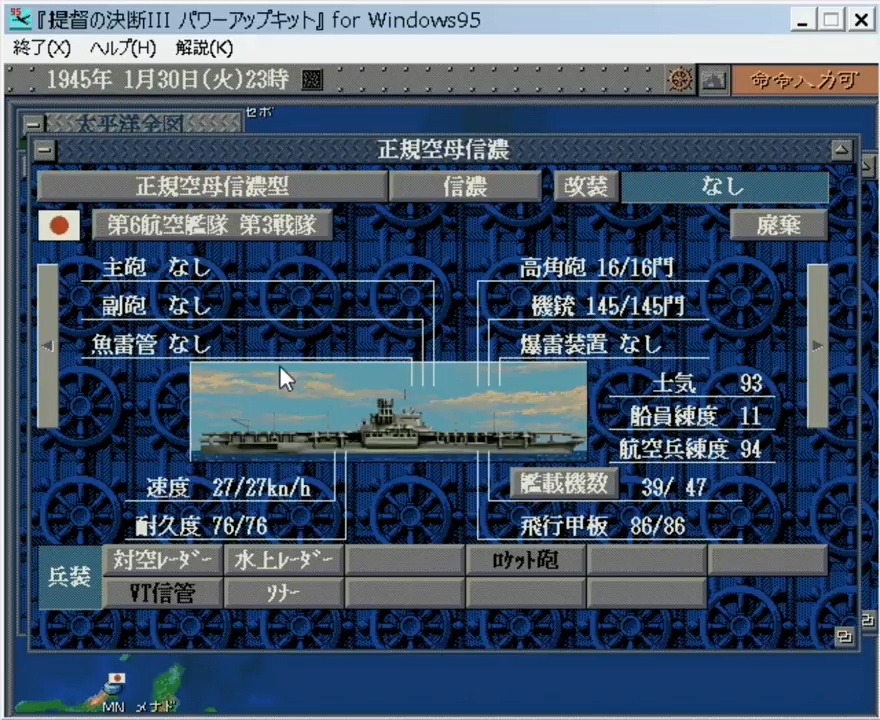 『提督の決断III パワーアップキット』 for Windows95
終了(X) ヘルプ(H) 解説(K)
1945年 1月30日(火)23時 命令入力可
セボ
太平洋全図
正規空母信濃
正規空母信濃型 信濃 改装 なし
第6航空艦隊 第3戦隊 廃棄
主砲 なし 高角砲 16/16門
副砲 なし 機銃 145/145門
魚雷管 なし 爆雷装置 なし
士気 93
船員練度 11
航空兵練度 94
速度 27/27kn/h 艦載機数 39/ 47
耐久度 76/76 飛行甲板 86/86
兵装 対空レーダー 水上レーダー ロケット砲
VT信管 ソナー
MN メナド